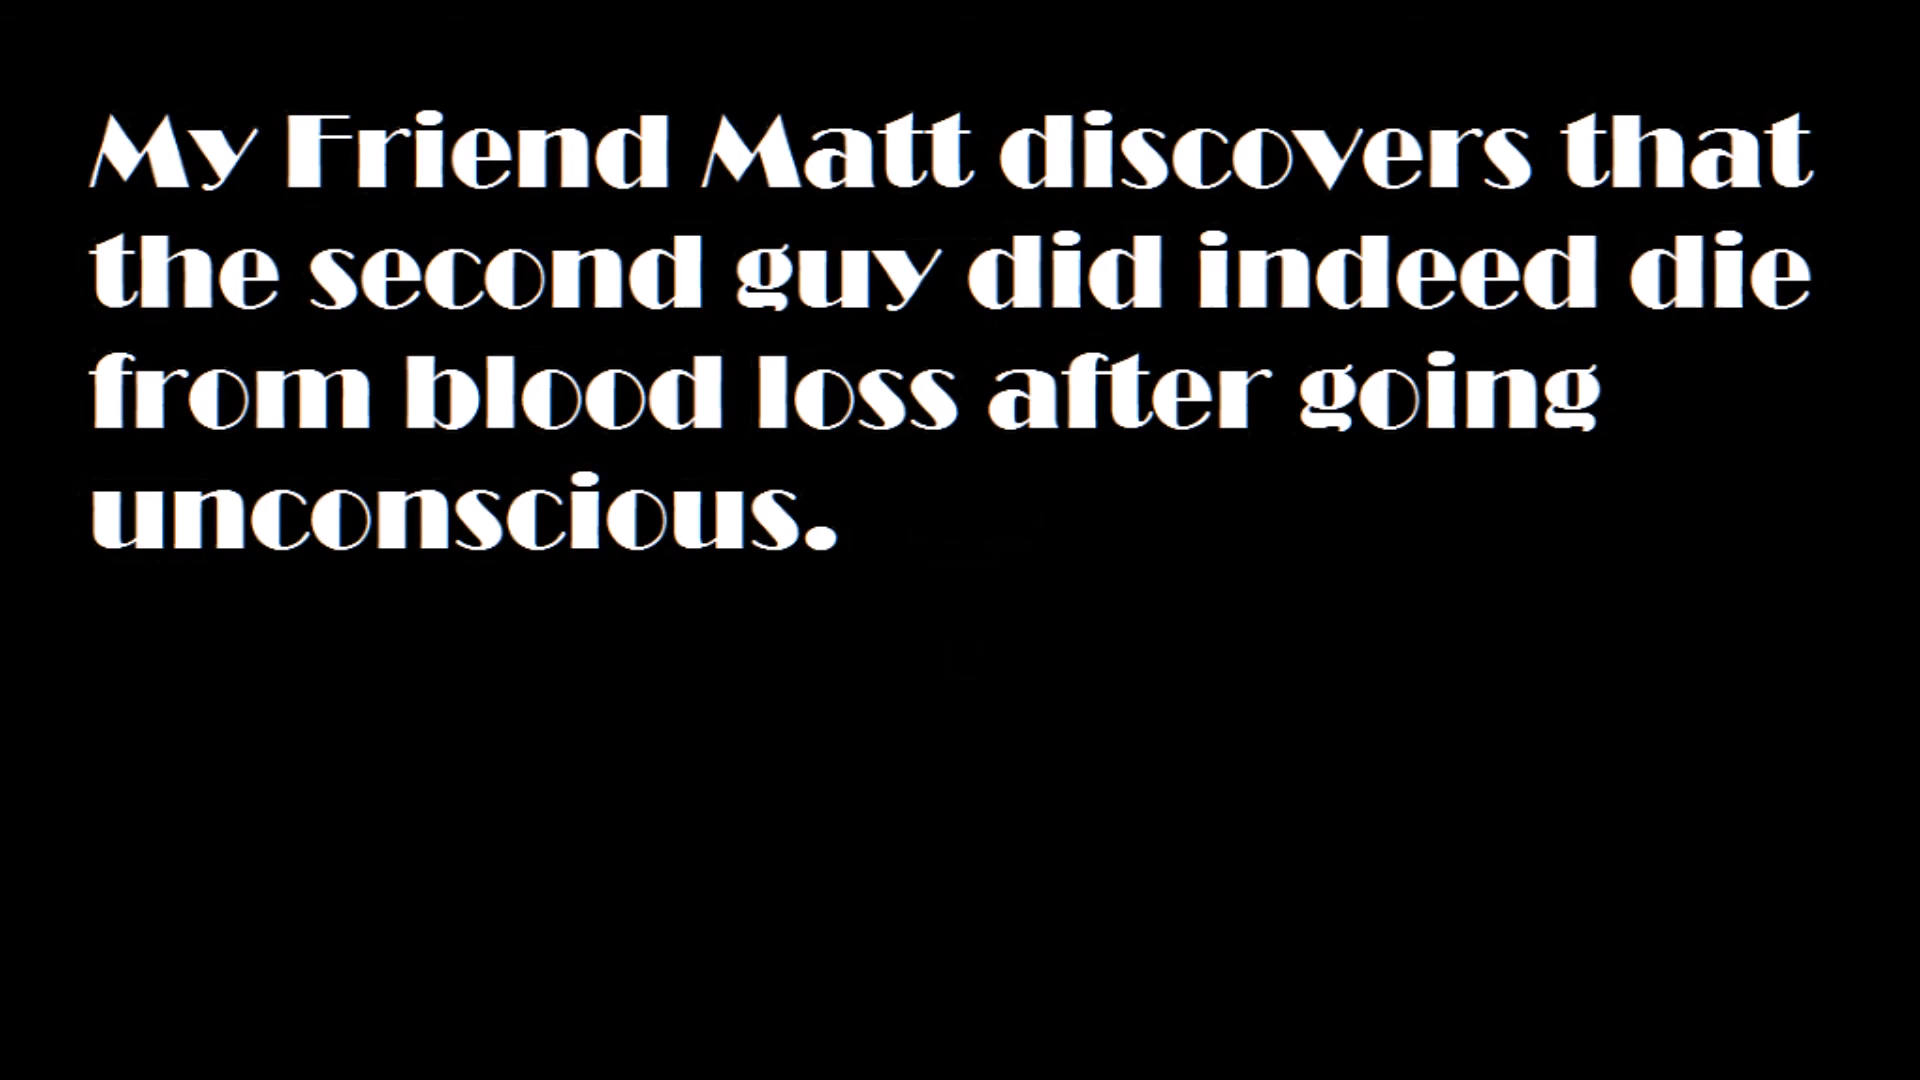 My Friend Matt discovers that
the second guy did indeed die
from blood loss after going
unconscious.